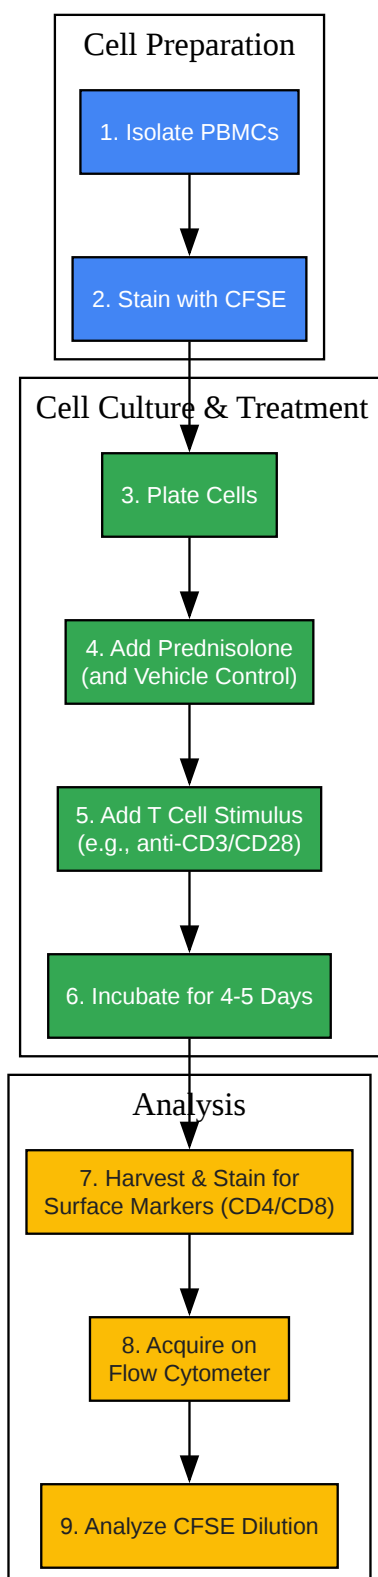 Cell Preparation
1. Isolate PBMCs
2. Stain with CFSE
Cell Culture & Treatment
3. Plate Cells
4. Add Prednisolone
(and Vehicle Control)
5. Add T Cell Stimulus
(e.g., anti-CD3/CD28)
6. Incubate for 4-5 Days
Analysis
7. Harvest & Stain for
Surface Markers (CD4/CD8)
8. Acquire on
Flow Cytometer
9. Analyze CFSE Dilution